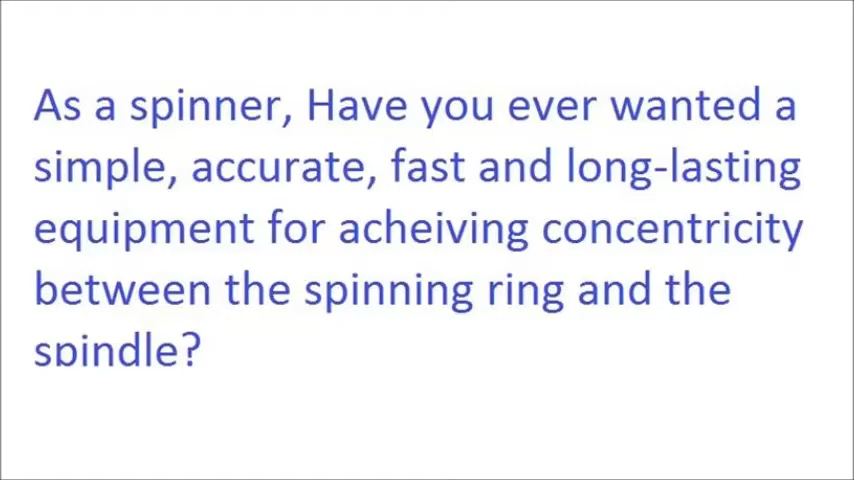 As a spinner, Have you ever wanted a
simple, accurate, fast and long-lasting
equipment for acheiving concentricity
between the spinning ring and the
spindle?